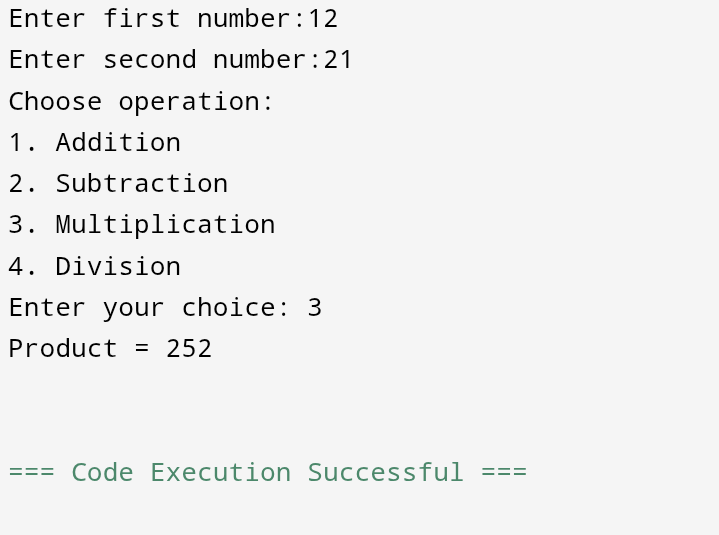 Enter first number:12
Enter second number:21
Choose operation:
1. Addition
2. Subtraction
3. Multiplication
4. Division
Enter your choice: 3
Product = 252
=== Code Execution Successful ===